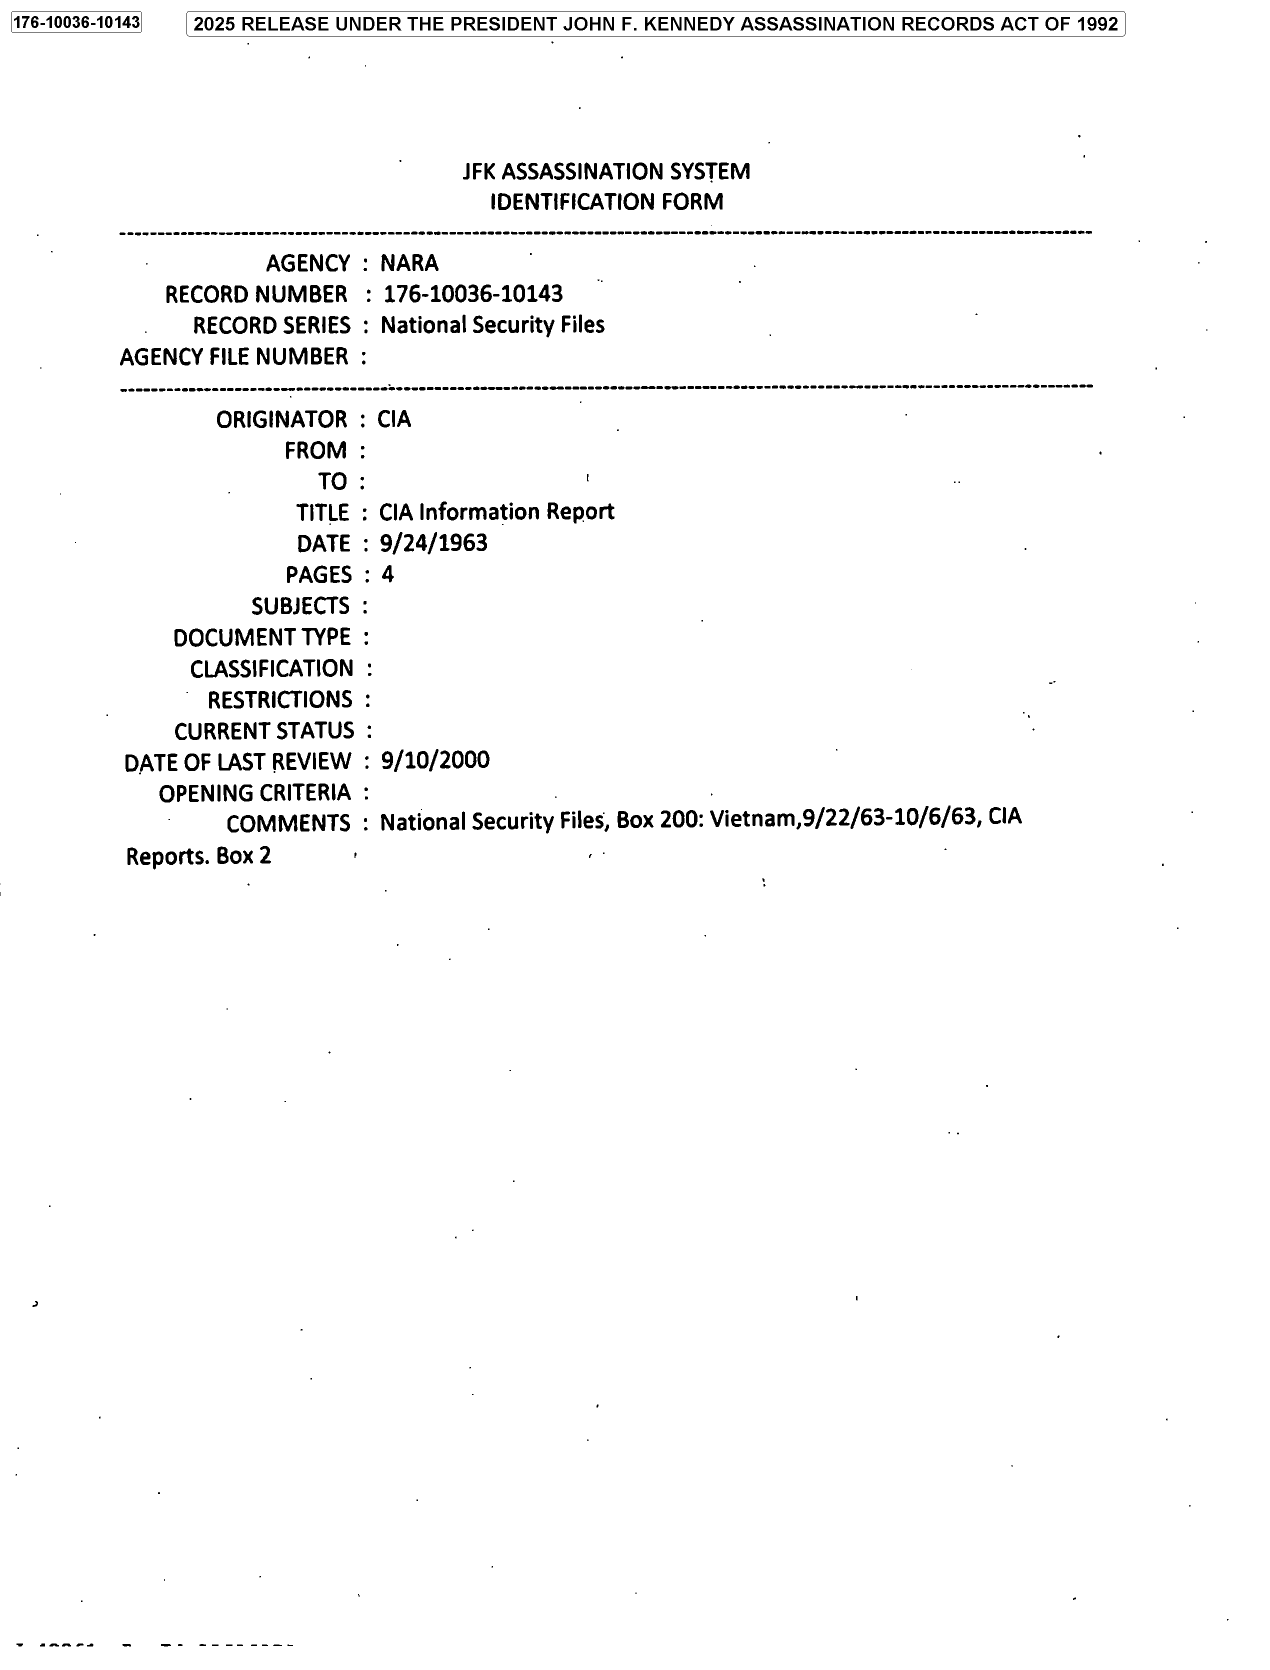 176-10036-10143
2025 RELEASE UNDER THE PRESIDENT JOHN F. KENNEDY ASSASSINATION RECORDS ACT OF 1992
JFK ASSASSINATION SYSTEM
IDENTIFICATION FORM
AGENCY : NARA
RECORD NUMBER : 176-10036-10143
RECORD SERIES : National Security Files
AGENCY FILE NUMBER :
ORIGINATOR : CIA
FROM :
TO :
TITLE : CIA Information Report
DATE : 9/24/1963
PAGES : 4
SUBJECTS :
DOCUMENT TYPE :
CLASSIFICATION :
RESTRICTIONS :
CURRENT STATUS :
DATE OF LAST REVIEW : 9/10/2000
OPENING CRITERIA :
COMMENTS : National Security Files, Box 200: Vietnam,9/22/63-10/6/63, CIA
Reports. Box 2